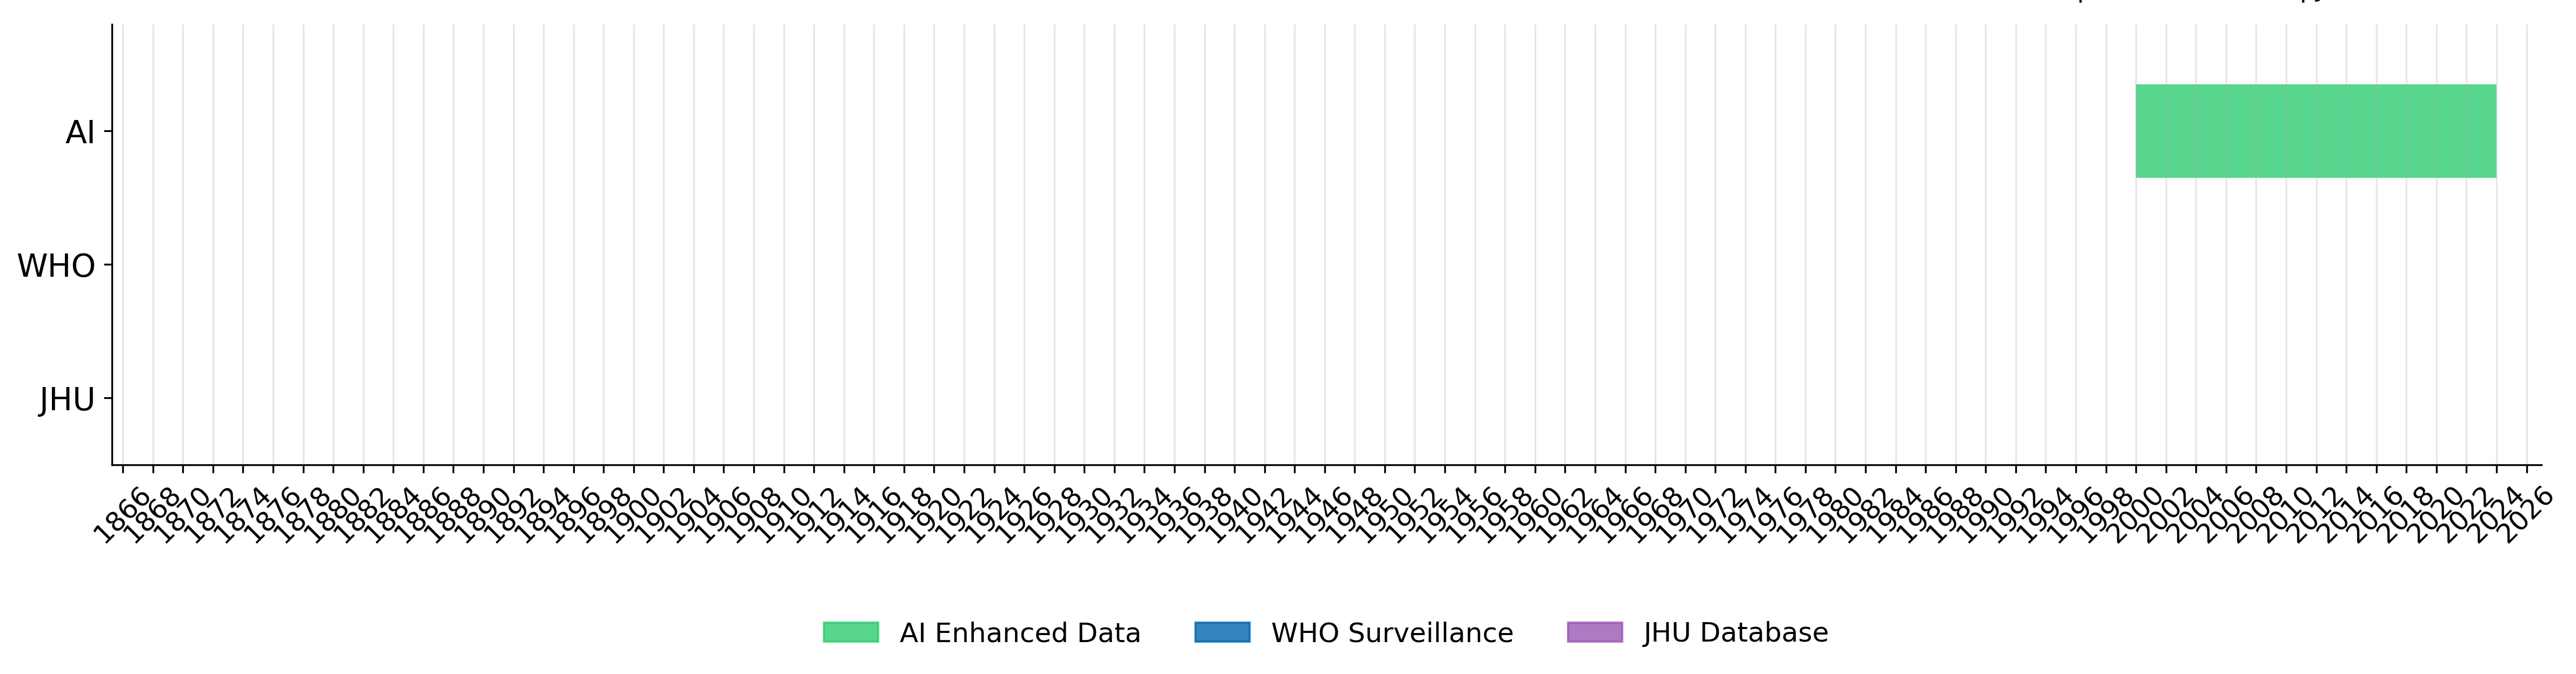 AI
WHO
JHU
1866 1868 1870 1872 1874 1876 1878 1880 1882 1884 1886 1888 1890 1892 1894 1896 1898 1900 1902 1904 1906 1908 1910 1912 1914 1916 1918 1920 1922 1924 1926 1928 1930 1932 1934 1936 1938 1940 1942 1944 1946 1948 1950 1952 1954 1956 1958 1960 1962 1964 1966 1968 1970 1972 1974 1976 1978 1980 1982 1984 1986 1988 1990 1992 1994 1996 1998 2000 2002 2004 2006 2008 2010 2012 2014 2016 2018 2020 2022 2024 2026
AI Enhanced Data WHO Surveillance JHU Database